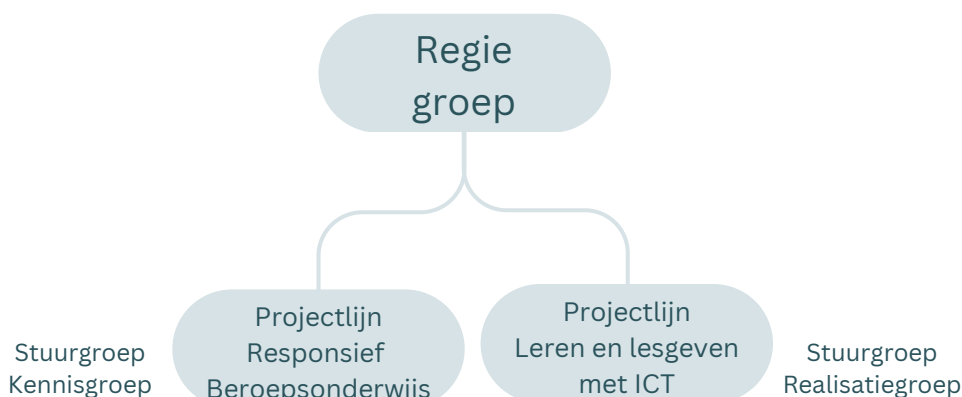 Regie
groep
Projectlijn
Responsief
Beroepsonderwijs
Projectlijn
Leren en lesgeven
met ICT
Stuurgroep
Kennisgroep
Stuurgroep
Realisatiegroep